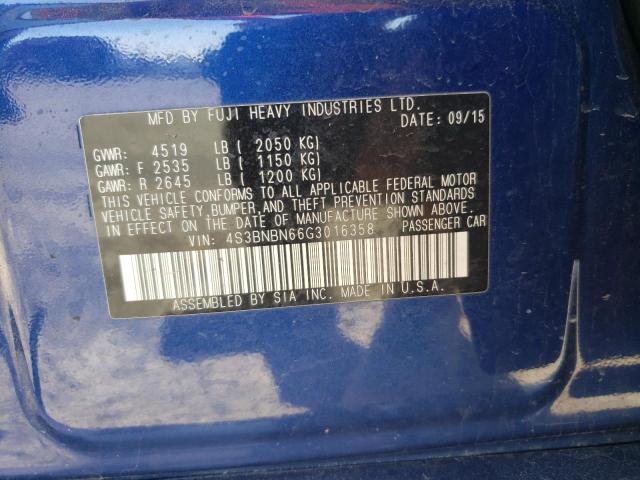 MFD BY FUJI HEAVY INDUSTRIES LTD.
DATE: 09/15
GVWR: 4519 LB ( 2050 KG)
GAWR: F 2535 LB ( 1150 KG)
GAWR: R 2645 LB ( 1200 KG)
THIS VEHICLE CONFORMS TO ALL APPLICABLE FEDERAL MOTOR
VEHICLE SAFETY, BUMPER, AND THEFT PREVENTION STANDARDS
IN EFFECT ON THE DATE OF MANUFACTURE SHOWN ABOVE.
VIN: 4S3BNBN66G3016358 PASSENGER CAR
ASSEMBLED BY SIA INC. MADE IN U.S.A.